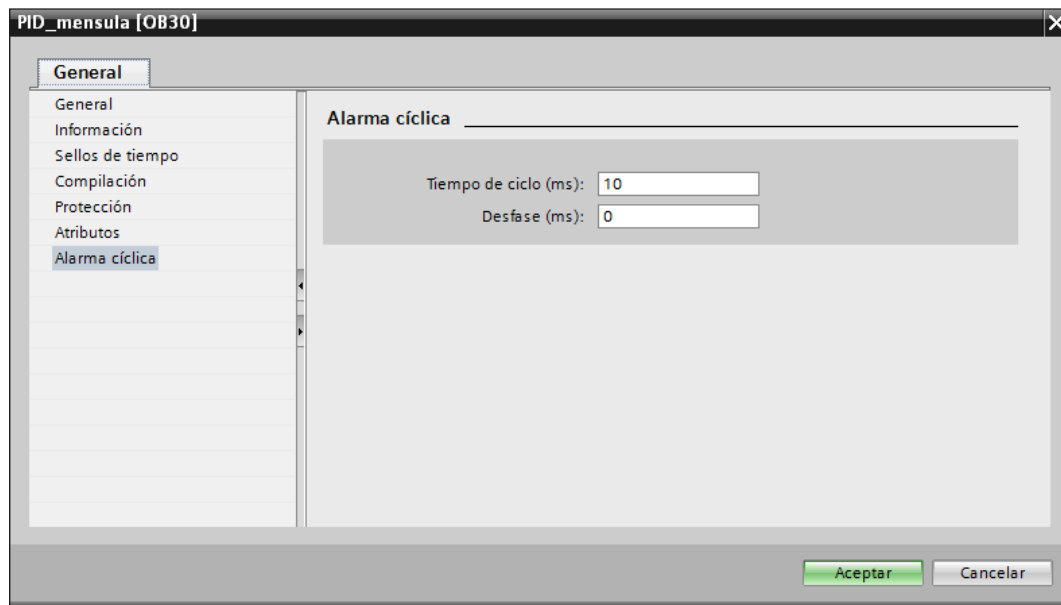 PID_mensula [OB30]
General
General
Información
Sellos de tiempo
Compilación
Protección
Atributos
Alarma cíclica
Alarma cíclica
Tiempo de ciclo (ms): 10
Desfase (ms): 0
Aceptar Cancelar